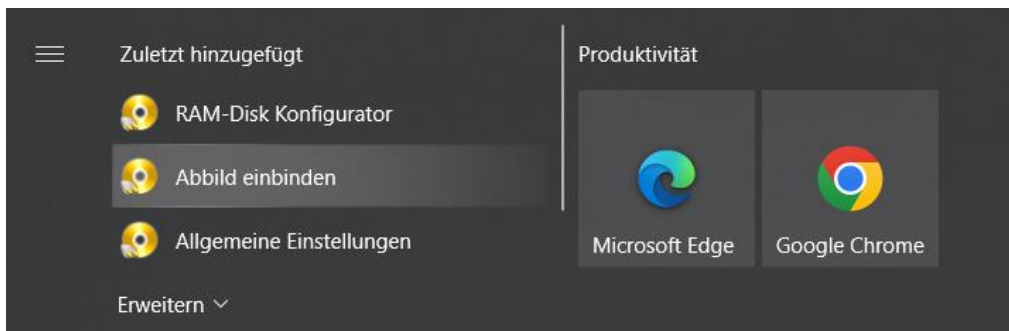 Zuletzt hinzugefügt
RAM-Disk Konfigurator
Abbild einbinden
Allgemeine Einstellungen
Erweitern
Produktivität
Microsoft Edge
Google Chrome